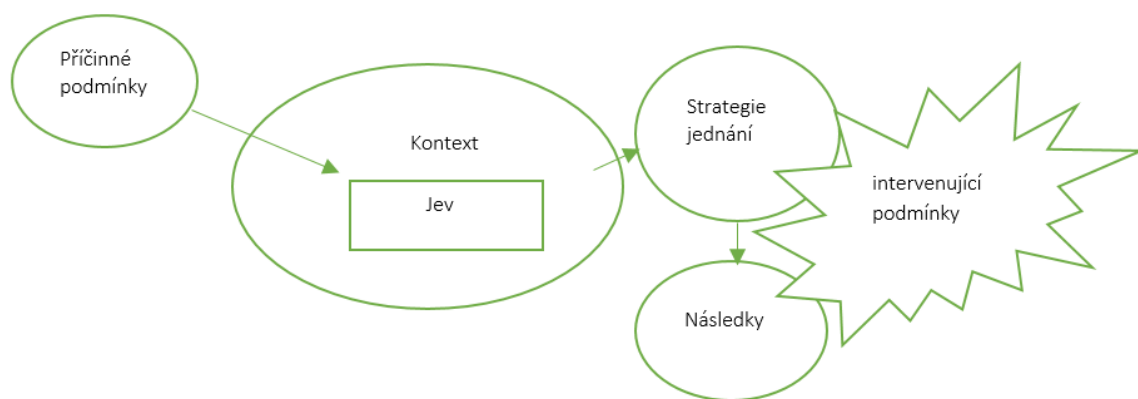 Příčinné
podmínky
Kontext
Jev
Strategie
jednání
intervenující
podmínky
Následky